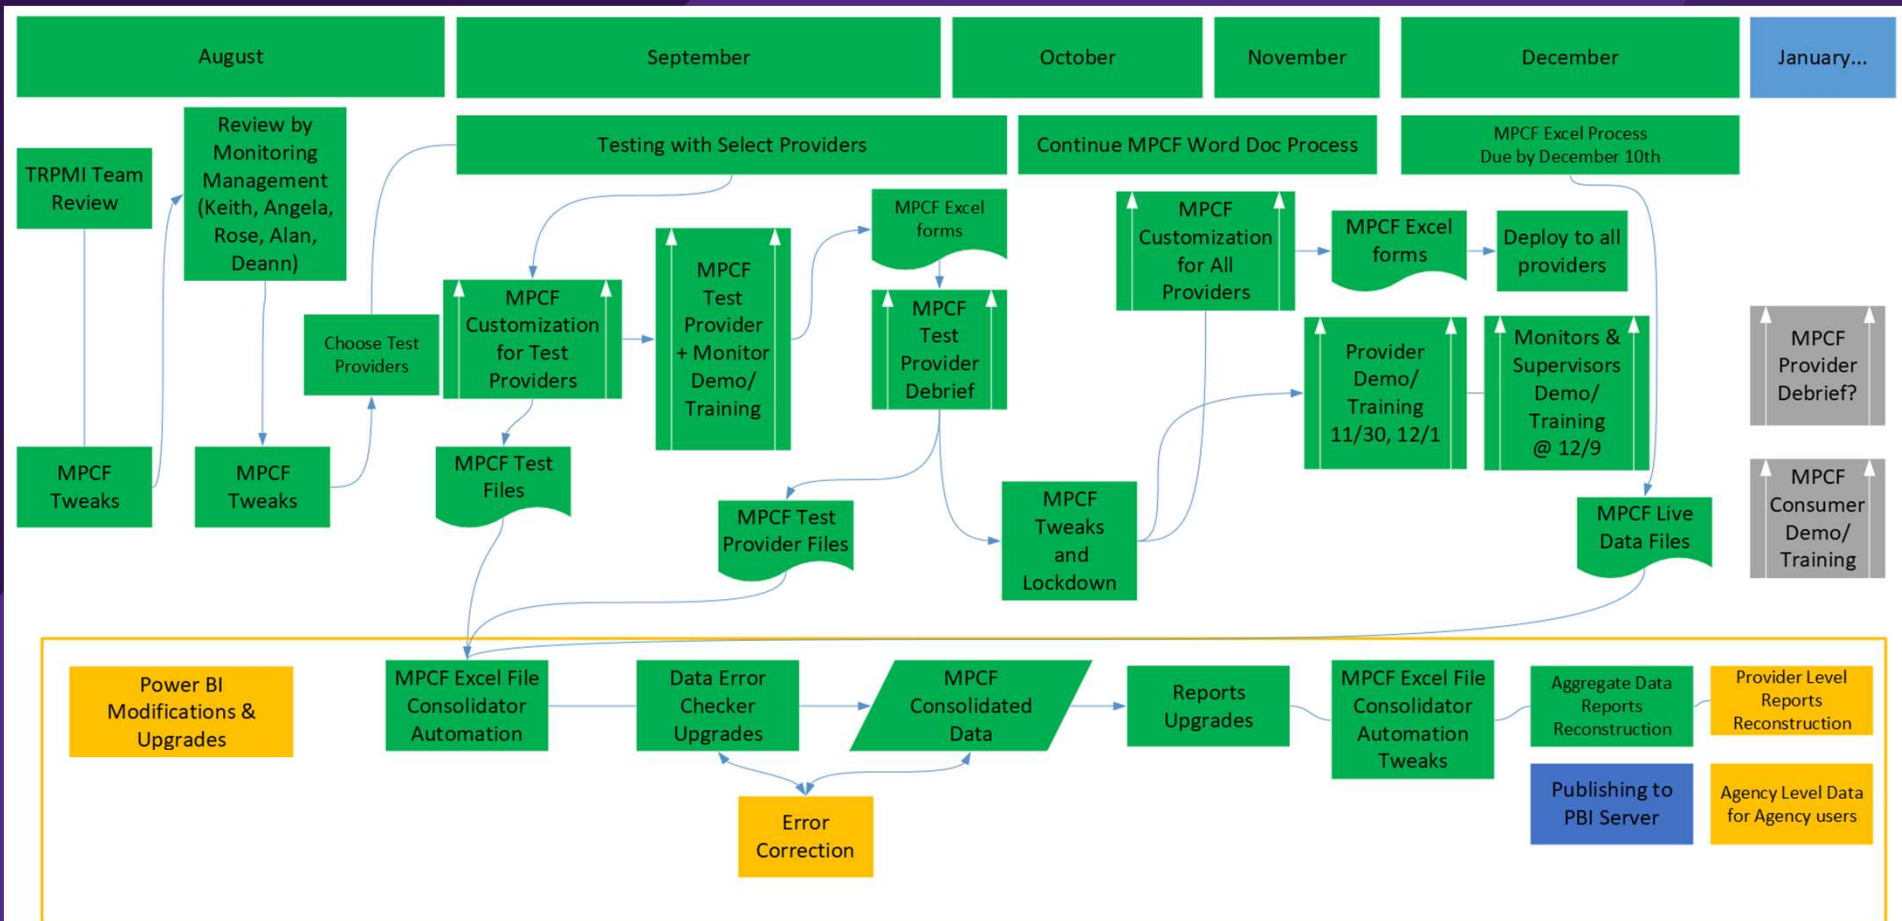 August
September
October
November
December
January...
TRPMI Team
Review
Review by
Monitoring
Management
(Keith, Angela,
Rose, Alan,
Deann)
Testing with Select Providers
Continue MPCF Word Doc Process
MPCF Excel Process
Due by December 10th
Choose Test
Providers
MPCF
Tweaks
MPCF
Tweaks
MPCF
Customization
for Test
Providers
MPCF Test
Files
MPCF
Test
Provider
+ Monitor
Demo/
Training
MPCF Excel
forms
MPCF
Test
Provider
Debrief
MPCF Test
Provider Files
MPCF
Tweaks
and
Lockdown
MPCF
Customization
for All
Providers
MPCF Excel
forms
Deploy to all
providers
Provider
Demo/
Training
11/30, 12/1
Monitors &
Supervisors
Demo/
Training
@ 12/9
MPCF Live
Data Files
MPCF
Provider
Debrief?
MPCF
Consumer
Demo/
Training
Power BI
Modifications &
Upgrades
MPCF Excel File
Consolidator
Automation
Data Error
Checker
Upgrades
MPCF
Consolidated
Data
Reports
Upgrades
MPCF Excel File
Consolidator
Automation
Tweaks
Aggregate Data
Reports
Reconstruction
Provider Level
Reports
Reconstruction
Error
Correction
Publishing to
PBI Server
Agency Level Data
for Agency users